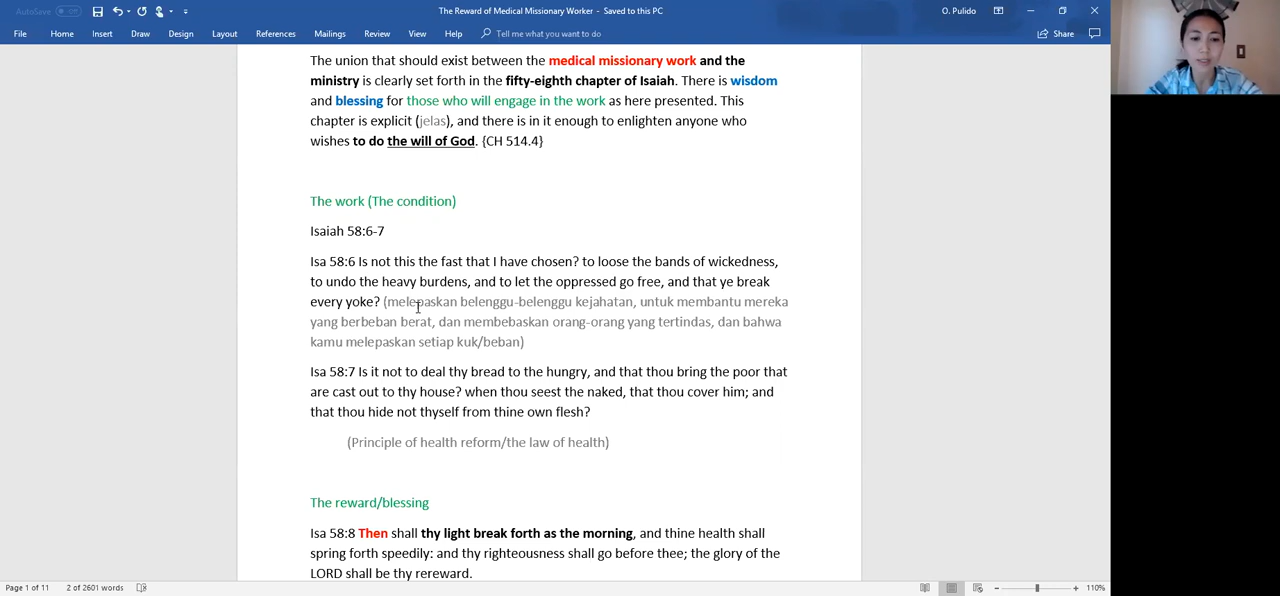 AutoSave Off
The Reward of Medical Missionary Worker - Saved to this PC
O. Pulido
File Home Insert Draw Design Layout References Mailings Review View Help Tell me what you want to do Share
The union that should exist between the medical missionary work and the
ministry is clearly set forth in the fifty-eighth chapter of Isaiah. There is wisdom
and blessing for those who will engage in the work as here presented. This
chapter is explicit (jelas), and there is in it enough to enlighten anyone who
wishes to do the will of God. {CH 514.4}
The work (The condition)
Isaiah 58:6-7
Isa 58:6 Is not this the fast that I have chosen? to loose the bands of wickedness,
to undo the heavy burdens, and to let the oppressed go free, and that ye break
every yoke? (melepaskan belenggu-belenggu kejahatan, untuk membantu mereka
yang berbeban berat, dan membebaskan orang-orang yang tertindas, dan bahwa
kamu melepaskan setiap kuk/beban)
Isa 58:7 Is it not to deal thy bread to the hungry, and that thou bring the poor that
are cast out to thy house? when thou seest the naked, that thou cover him; and
that thou hide not thyself from thine own flesh?
(Principle of health reform/the law of health)
The reward/blessing
Isa 58:8 Then shall thy light break forth as the morning, and thine health shall
spring forth speedily: and thy righteousness shall go before thee; the glory of the
LORD shall be thy rereward.
Page 1 of 11 2 of 2601 words 110%